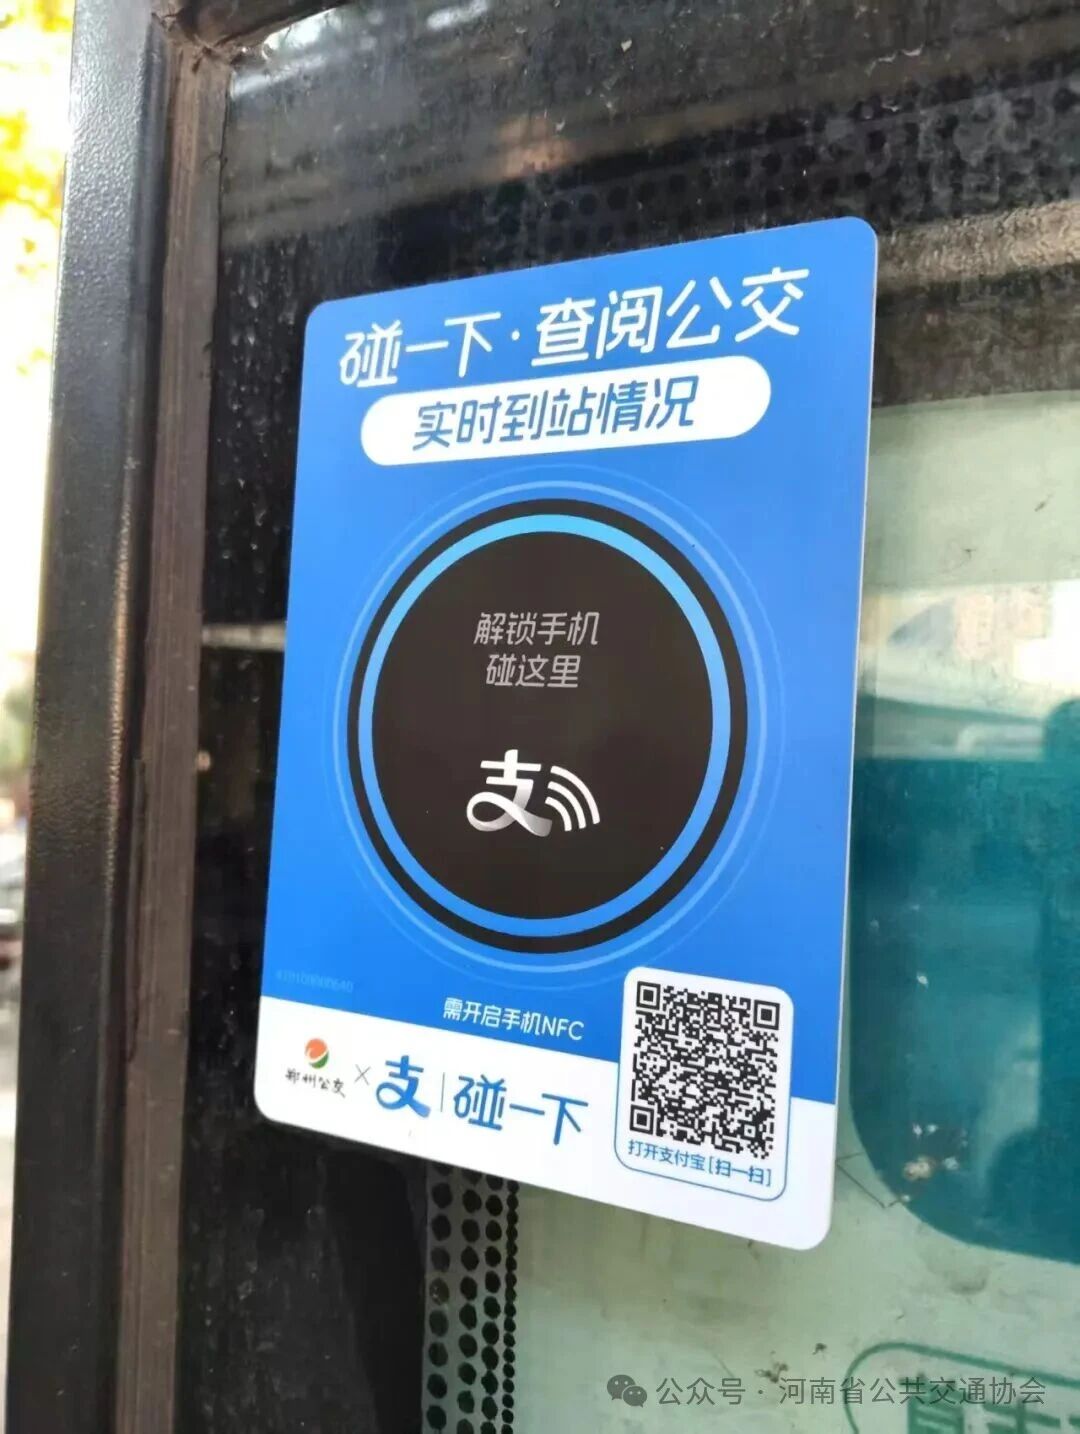 碰一下·查阅公交
实时到站情况
解锁手机
碰这里
支
410100000640
需开启手机NFC
郑州公交 × 支 | 碰一下
打开支付宝[扫一扫]
公众号·河南省公共交通协会